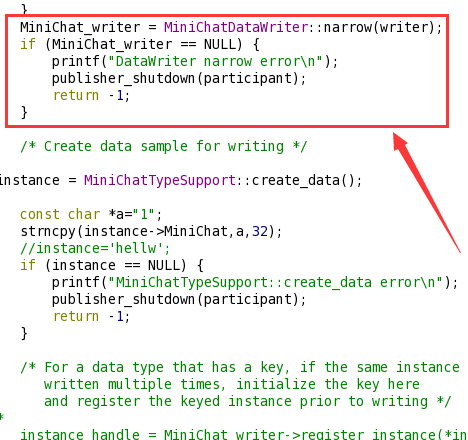 }
MiniChat_writer = MiniChatDataWriter::narrow(writer);
if (MiniChat_writer == NULL) {
printf("DataWriter narrow error\n");
publisher_shutdown(participant);
return -1;
}
/* Create data sample for writing */
instance = MiniChatTypeSupport::create_data();
const char *a="1";
strncpy(instance->MiniChat,a,32);
//instance='hellw';
if (instance == NULL) {
printf("MiniChatTypeSupport::create_data error\n");
publisher_shutdown(participant);
return -1;
}
/* For a data type that has a key, if the same instance
written multiple times, initialize the key here
and register the keyed instance prior to writing */
*
instance_handle = MiniChat_writer->register_instance(*in